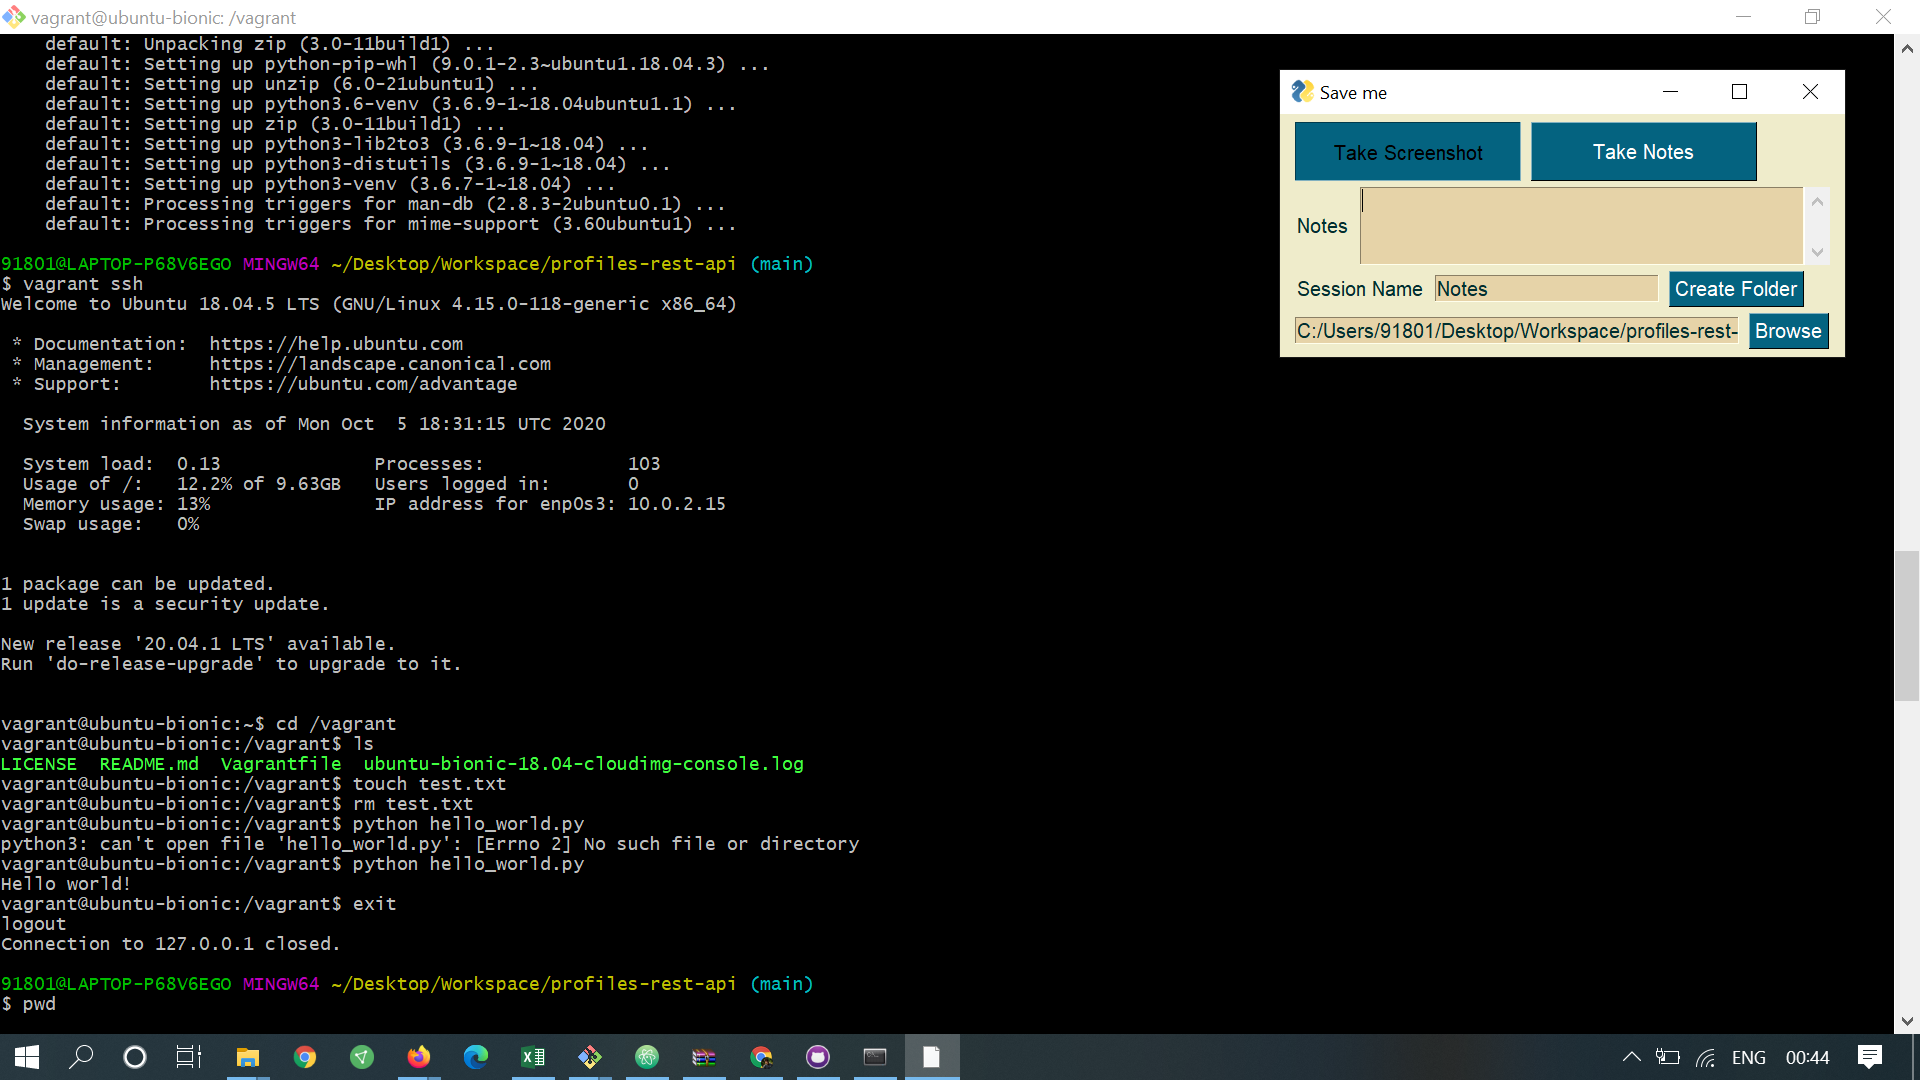 vagrant@ubuntu-bionic: /vagrant
default: Unpacking zip (3.0-11build1) ...
default: Setting up python-pip-whl (9.0.1-2.3~ubuntu1.18.04.3) ...
default: Setting up unzip (6.0-21ubuntu1) ...
default: Setting up python3.6-venv (3.6.9-1~18.04ubuntu1.1) ...
default: Setting up zip (3.0-11build1) ...
default: Setting up python3-lib2to3 (3.6.9-1~18.04) ...
default: Setting up python3-distutils (3.6.9-1~18.04) ...
default: Setting up python3-venv (3.6.7-1~18.04) ...
default: Processing triggers for man-db (2.8.3-2ubuntu0.1) ...
default: Processing triggers for mime-support (3.60ubuntu1) ...
91801@LAPTOP-P68V6EGO MINGW64 ~/Desktop/Workspace/profiles-rest-api (main)
$ vagrant ssh
Welcome to Ubuntu 18.04.5 LTS (GNU/Linux 4.15.0-118-generic x86_64)
* Documentation:  https://help.ubuntu.com
* Management:     https://landscape.canonical.com
* Support:        https://ubuntu.com/advantage
System information as of Mon Oct  5 18:31:15 UTC 2020
System load:  0.13              Processes:             103
Usage of /:   12.2% of 9.63GB   Users logged in:       0
Memory usage: 13%               IP address for enp0s3: 10.0.2.15
Swap usage:   0%
1 package can be updated.
1 update is a security update.
New release '20.04.1 LTS' available.
Run 'do-release-upgrade' to upgrade to it.
vagrant@ubuntu-bionic:~$ cd /vagrant
vagrant@ubuntu-bionic:/vagrant$ ls
LICENSE  README.md  Vagrantfile  ubuntu-bionic-18.04-cloudimg-console.log
vagrant@ubuntu-bionic:/vagrant$ touch test.txt
vagrant@ubuntu-bionic:/vagrant$ rm test.txt
vagrant@ubuntu-bionic:/vagrant$ python hello_world.py
python3: can't open file 'hello_world.py': [Errno 2] No such file or directory
vagrant@ubuntu-bionic:/vagrant$ python hello_world.py
Hello world!
vagrant@ubuntu-bionic:/vagrant$ exit
logout
Connection to 127.0.0.1 closed.
91801@LAPTOP-P68V6EGO MINGW64 ~/Desktop/Workspace/profiles-rest-api (main)
$ pwd
Save me
Take Screenshot
Take Notes
Notes
Session Name
Notes
Create Folder
C:/Users/91801/Desktop/Workspace/profiles-rest-
Browse
ENG
00:44